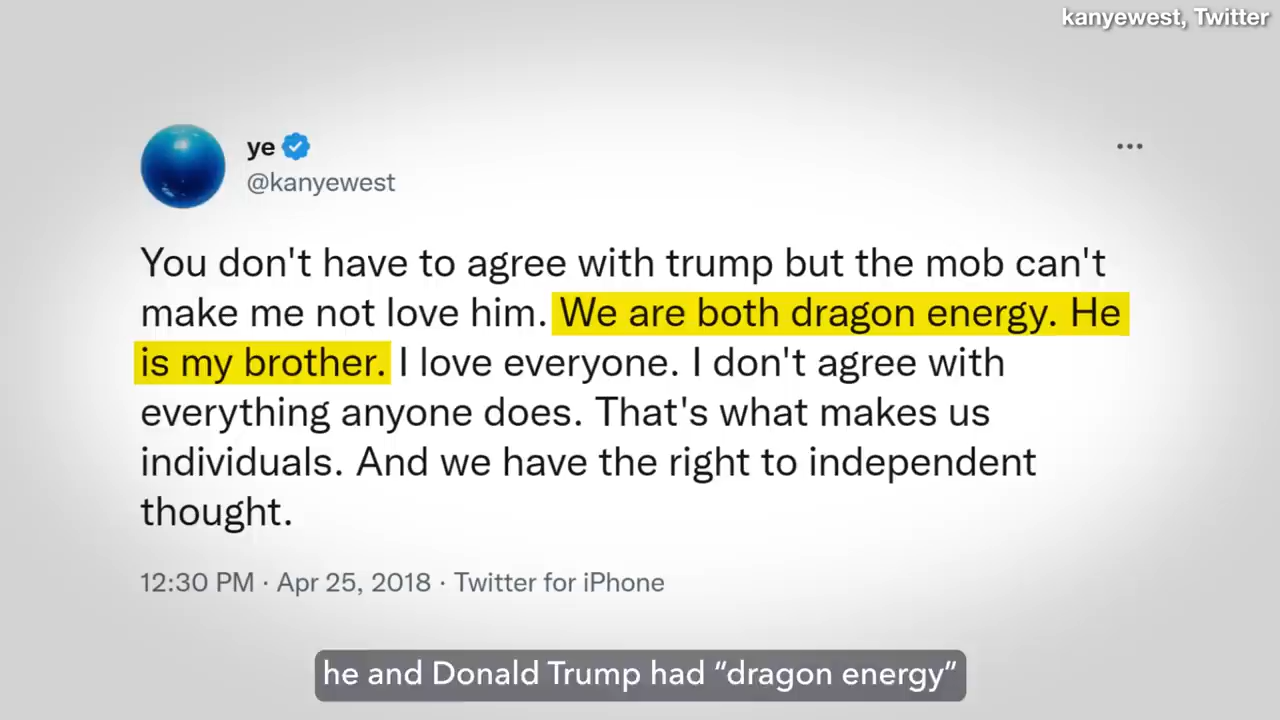 kanyewest, Twitter
ye
@kanyewest
You don't have to agree with trump but the mob can't
make me not love him. We are both dragon energy. He
is my brother. I love everyone. I don't agree with
everything anyone does. That's what makes us
individuals. And we have the right to independent
thought.
12:30 PM · Apr 25, 2018 · Twitter for iPhone
he and Donald Trump had “dragon energy”